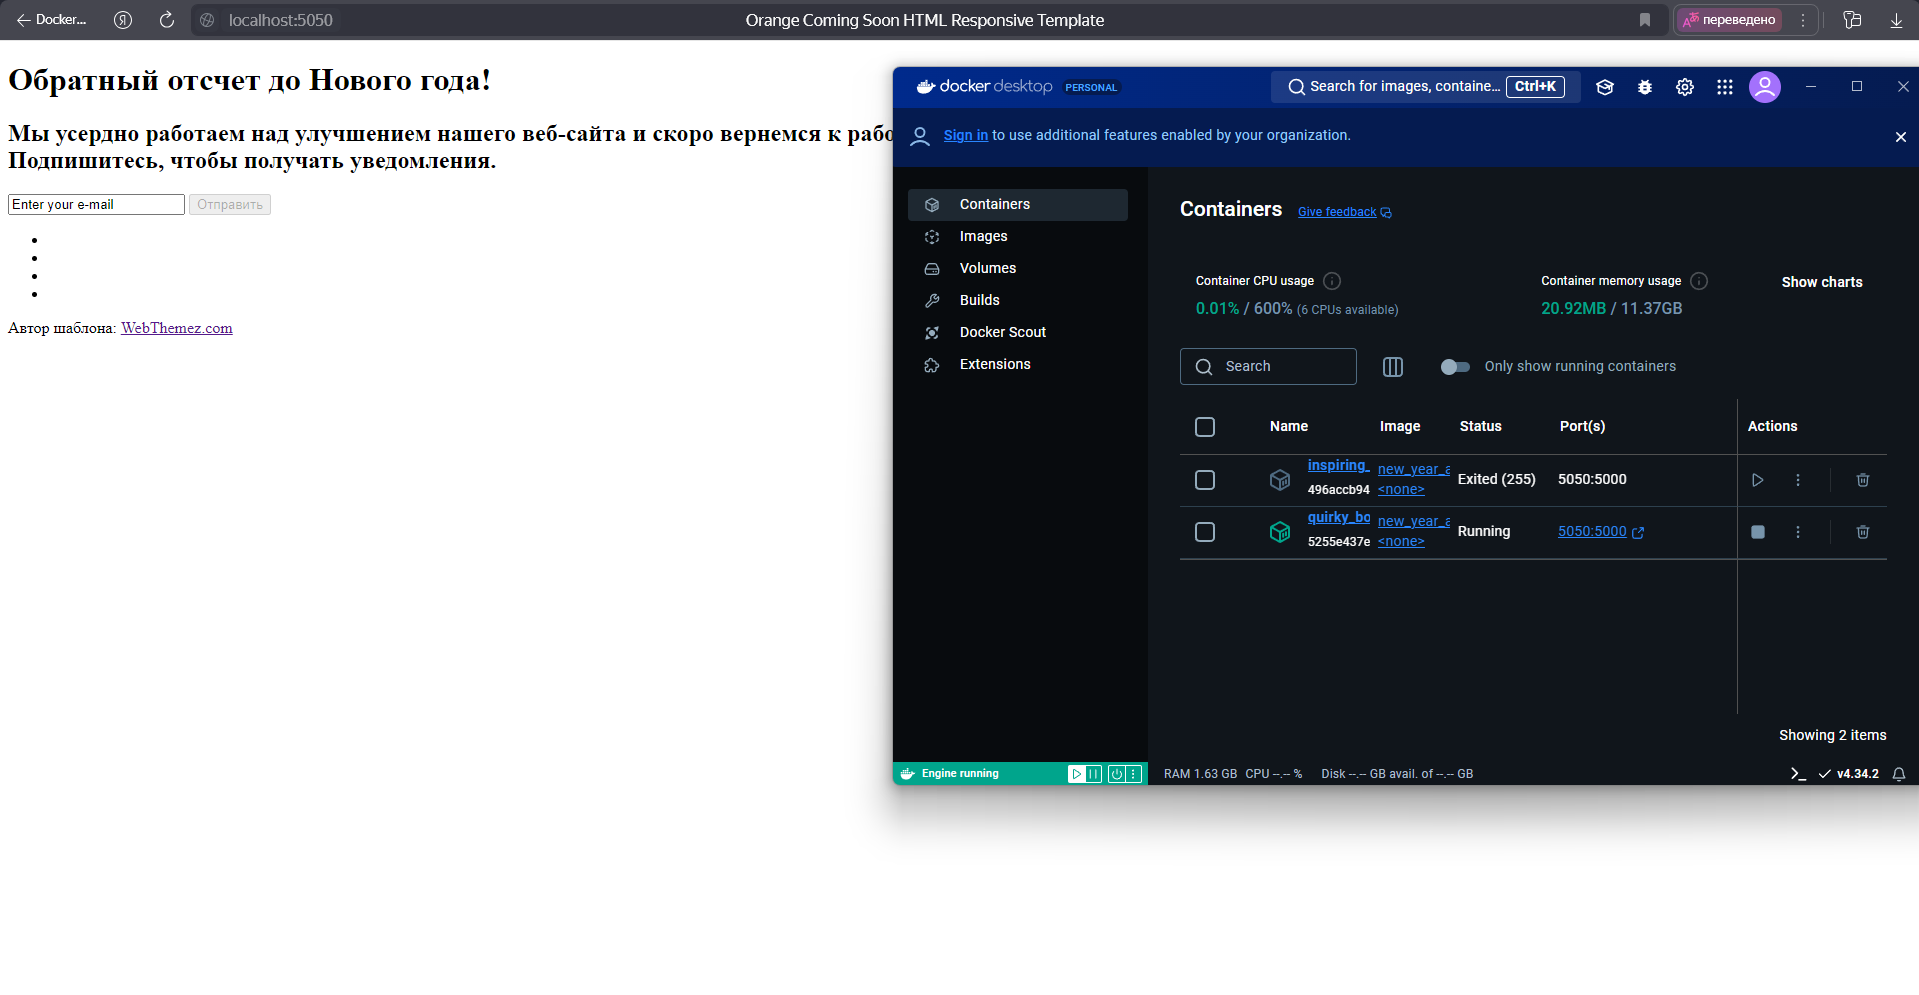 Docker...
localhost:5050
Orange Coming Soon HTML Responsive Template
переведено
Обратный отсчет до Нового года!
Мы усердно работаем над улучшением нашего веб-сайта и скоро вернемся к рабо
Подпишитесь, чтобы получать уведомления.
Enter your e-mail
Отправить
Автор шаблона: WebThemez.com
docker desktop PERSONAL
Search for images, containe... Ctrl+K
Sign in to use additional features enabled by your organization.
Containers
Images
Volumes
Builds
Docker Scout
Extensions
Containers Give feedback
Container CPU usage
0.01% / 600% (6 CPUs available)
Container memory usage
20.92MB / 11.37GB
Show charts
Search
Only show running containers
Name Image Status Port(s) Actions
inspiring_ new_year_a
496accb94 <none>
Exited (255) 5050:5000
quirky_bo new_year_a
5255e437e <none>
Running 5050:5000
Showing 2 items
Engine running
RAM 1.63 GB CPU --.-- % Disk --.-- GB avail. of --.-- GB
v4.34.2